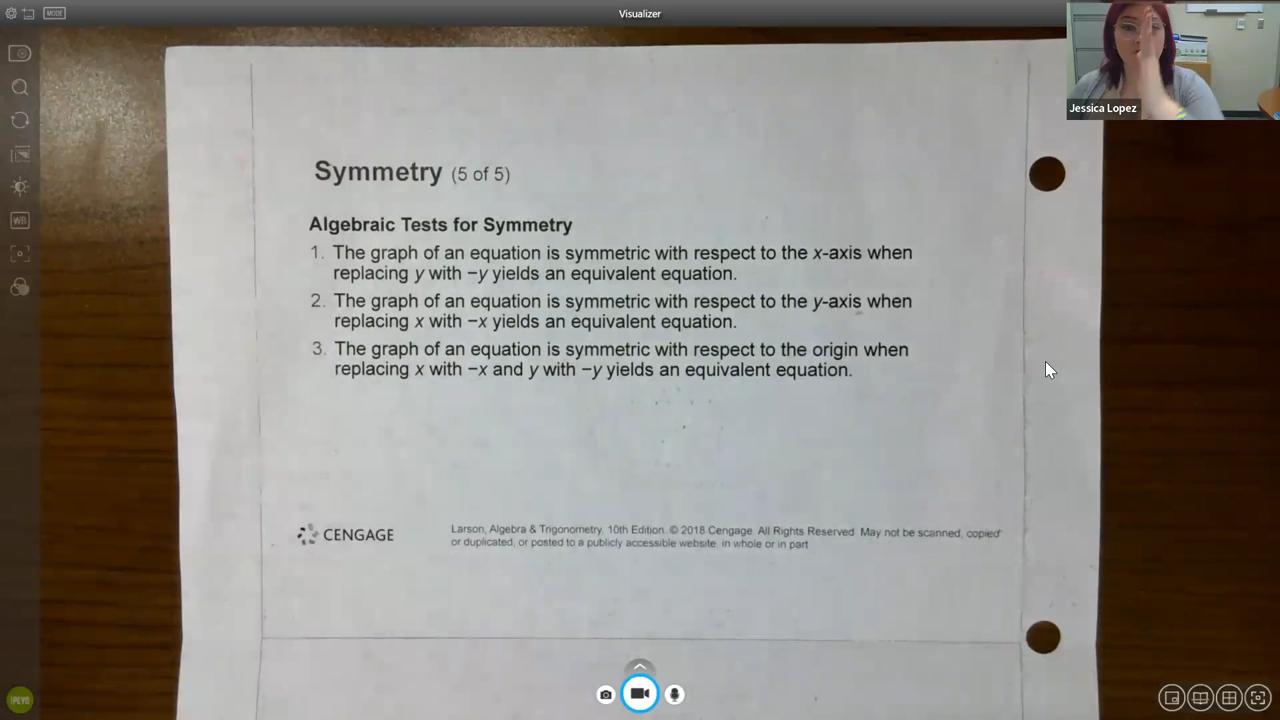 Visualizer
MODE
Jessica Lopez
WB
Symmetry (5 of 5)
Algebraic Tests for Symmetry
1. The graph of an equation is symmetric with respect to the x-axis when
replacing y with −y yields an equivalent equation.
2. The graph of an equation is symmetric with respect to the y-axis when
replacing x with −x yields an equivalent equation.
3. The graph of an equation is symmetric with respect to the origin when
replacing x with −x and y with −y yields an equivalent equation.
CENGAGE
Larson, Algebra & Trigonometry, 10th Edition. © 2018 Cengage. All Rights Reserved. May not be scanned, copied
or duplicated, or posted to a publicly accessible website, in whole or in part
IPEVO